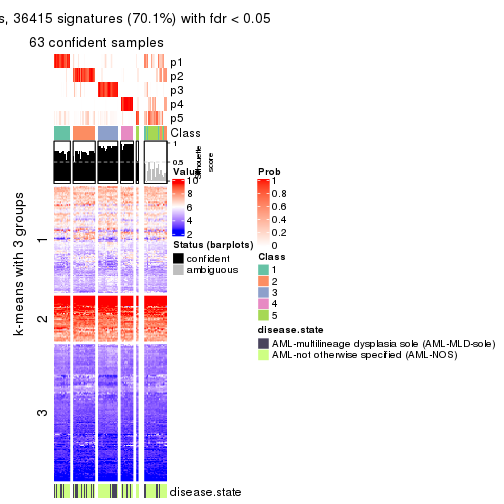 s, 36415 signatures (70.1%) with fdr < 0.05
63 confident samples
p1
p2
p3
p4
p5
Class
1
0.5
0
silhouette
score
k-means with 3 groups
1
2
3
Value
10
8
6
4
2
Status (barplots)
confident
ambiguous
Prob
1
0.8
0.6
0.4
0.2
0
Class
1
2
3
4
5
disease.state
AML-multilineage dysplasia sole (AML-MLD-sole)
AML-not otherwise specified (AML-NOS)
disease.state